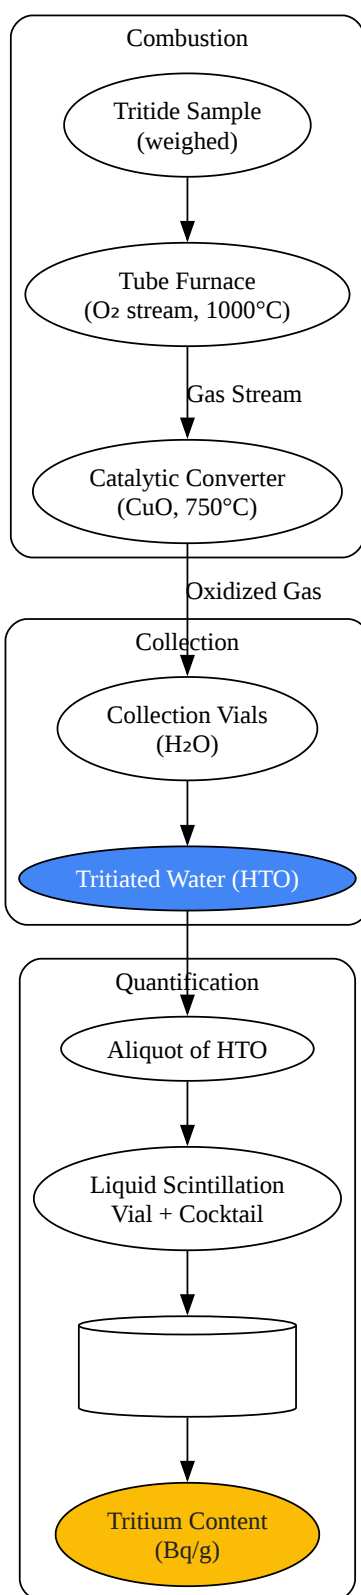 Combustion
Tritide Sample
(weighed)
Tube Furnace
(O₂ stream, 1000°C)
Gas Stream
Catalytic Converter
(CuO, 750°C)
Oxidized Gas
Collection
Collection Vials
(H₂O)
Tritiated Water (HTO)
Quantification
Aliquot of HTO
Liquid Scintillation
Vial + Cocktail
Tritium Content
(Bq/g)